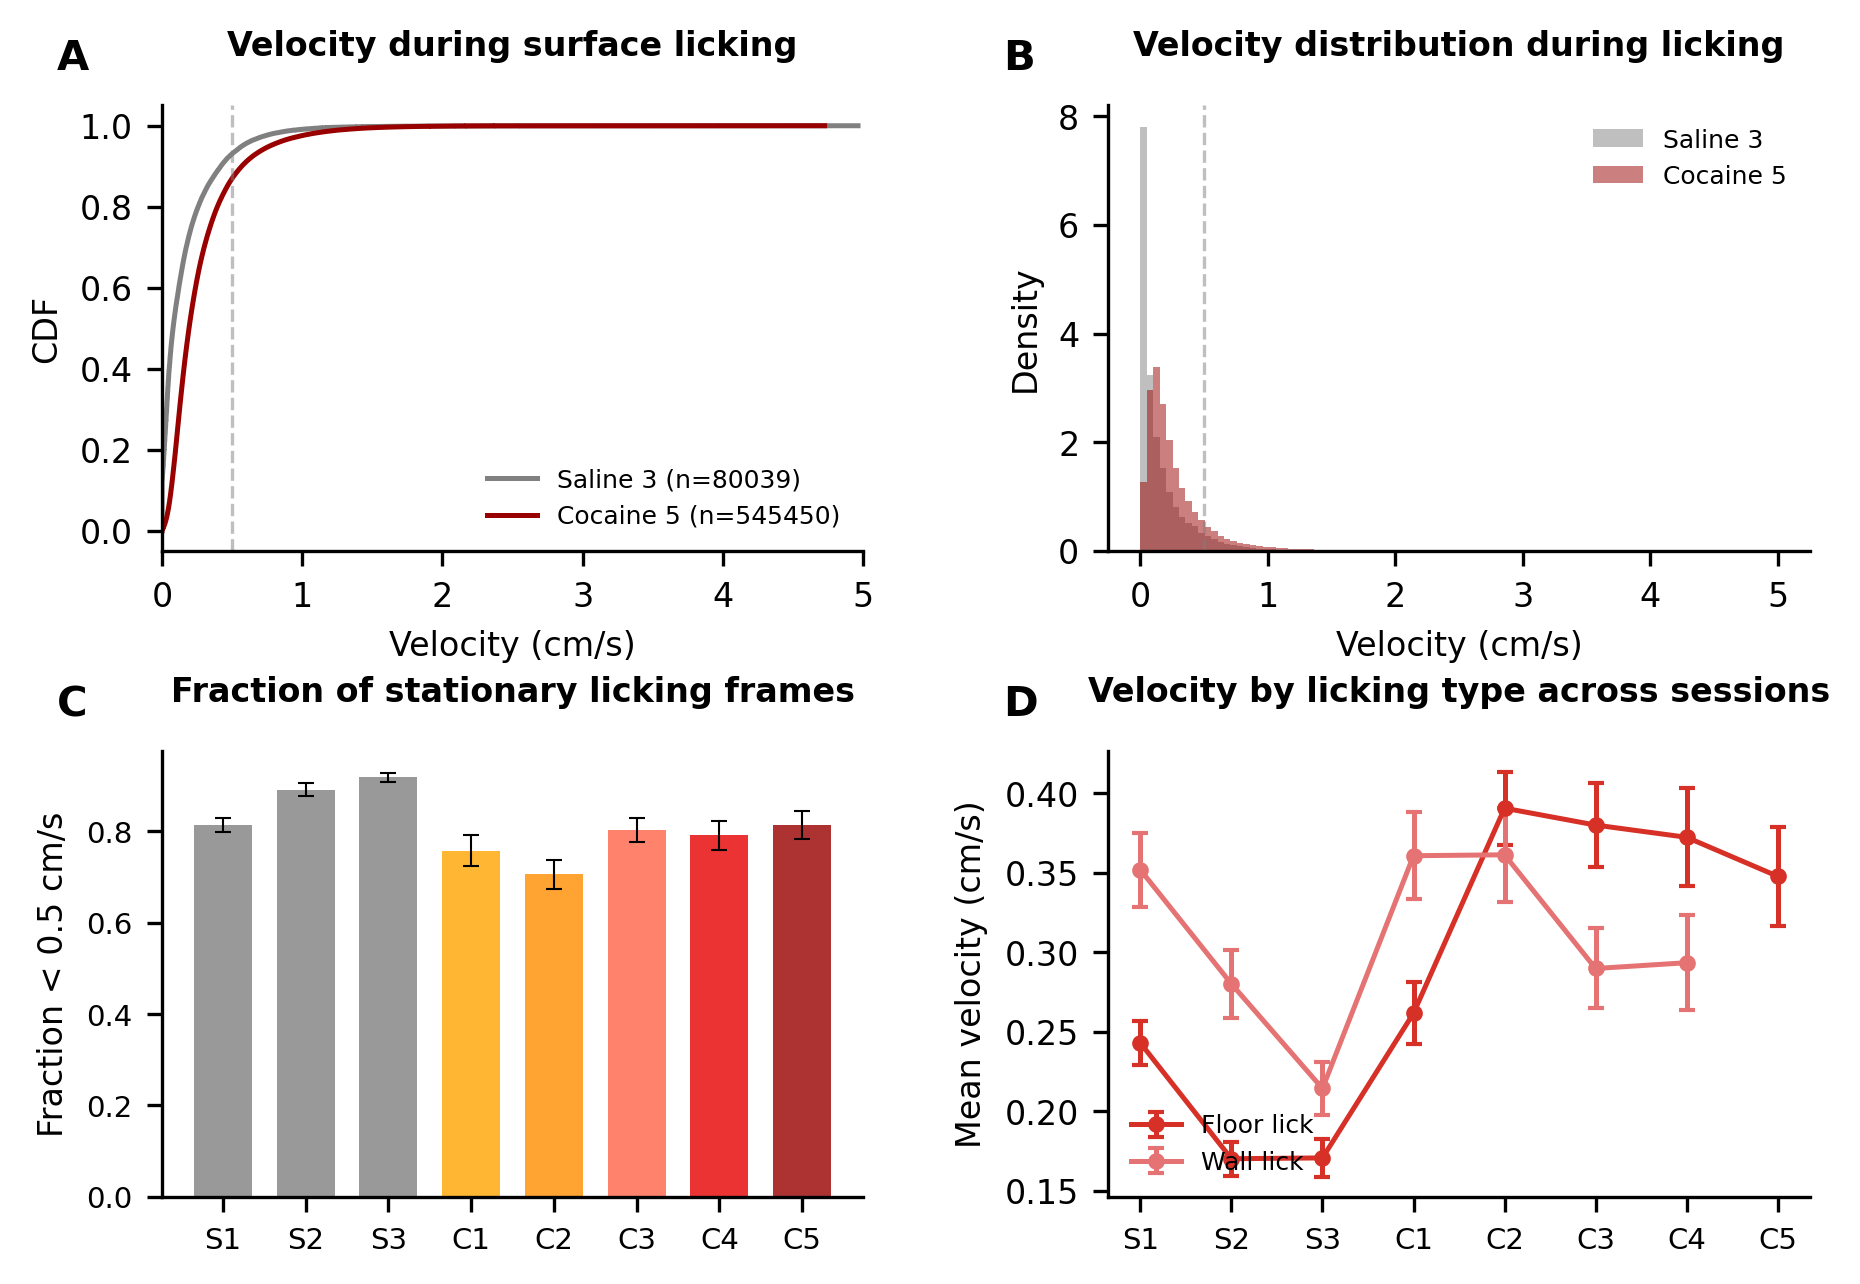 A
Velocity during surface licking
1.0
0.8
0.6
0.4
0.2
0.0
CDF
Saline 3 (n=80039)
Cocaine 5 (n=545450)
0 1 2 3 4 5
Velocity (cm/s)
B
Velocity distribution during licking
8
6
4
2
0
Density
Saline 3
Cocaine 5
0 1 2 3 4 5
Velocity (cm/s)
C
Fraction of stationary licking frames
0.8
0.6
0.4
0.2
0.0
Fraction < 0.5 cm/s
S1 S2 S3 C1 C2 C3 C4 C5
D
Velocity by licking type across sessions
0.40
0.35
0.30
0.25
0.20
0.15
Mean velocity (cm/s)
Floor lick
Wall lick
S1 S2 S3 C1 C2 C3 C4 C5